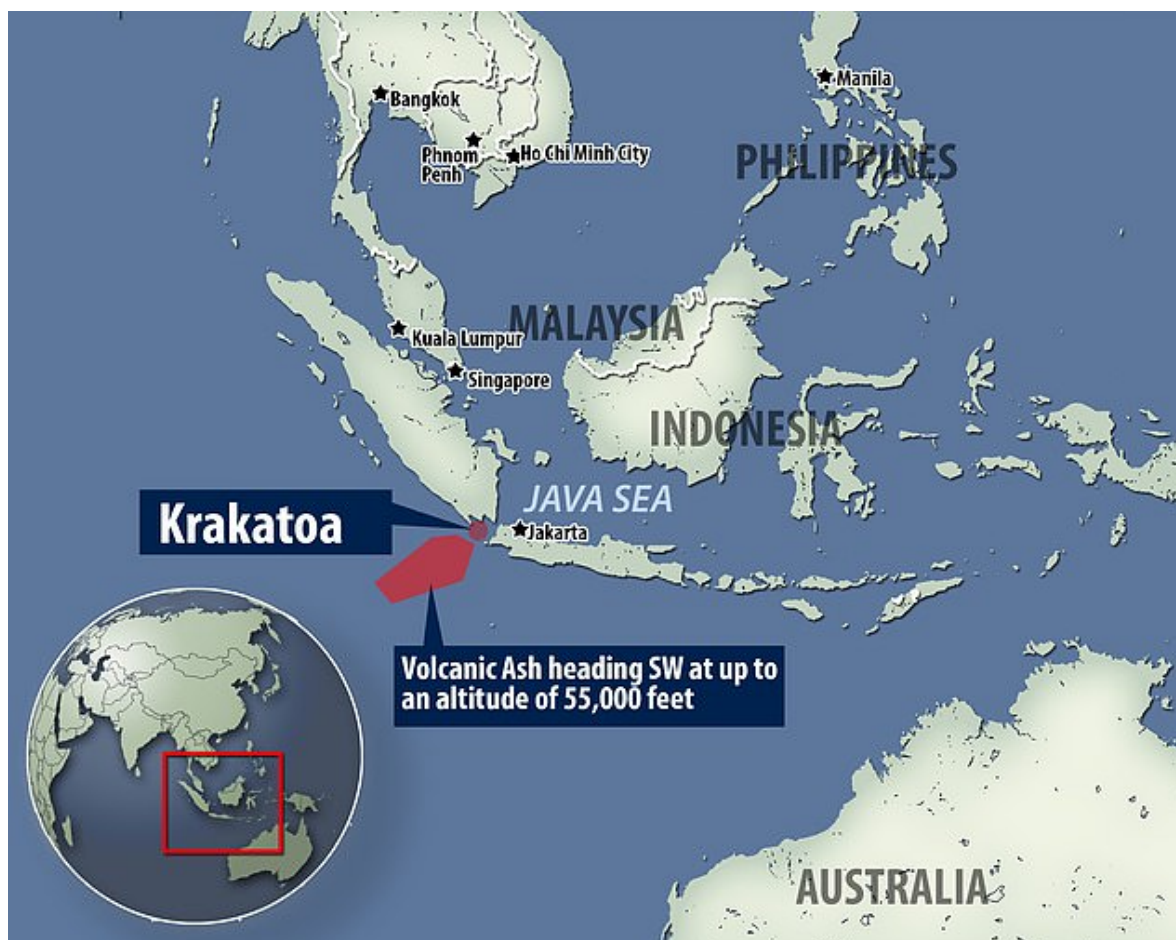 Manila
Bangkok
Phnom
Penh
Ho Chi Minh City
PHILIPPINES
MALAYSIA
Kuala Lumpur
Singapore
INDONESIA
JAVA SEA
Krakatoa
Jakarta
Volcanic Ash heading SW at up to
an altitude of 55,000 feet
AUSTRALIA